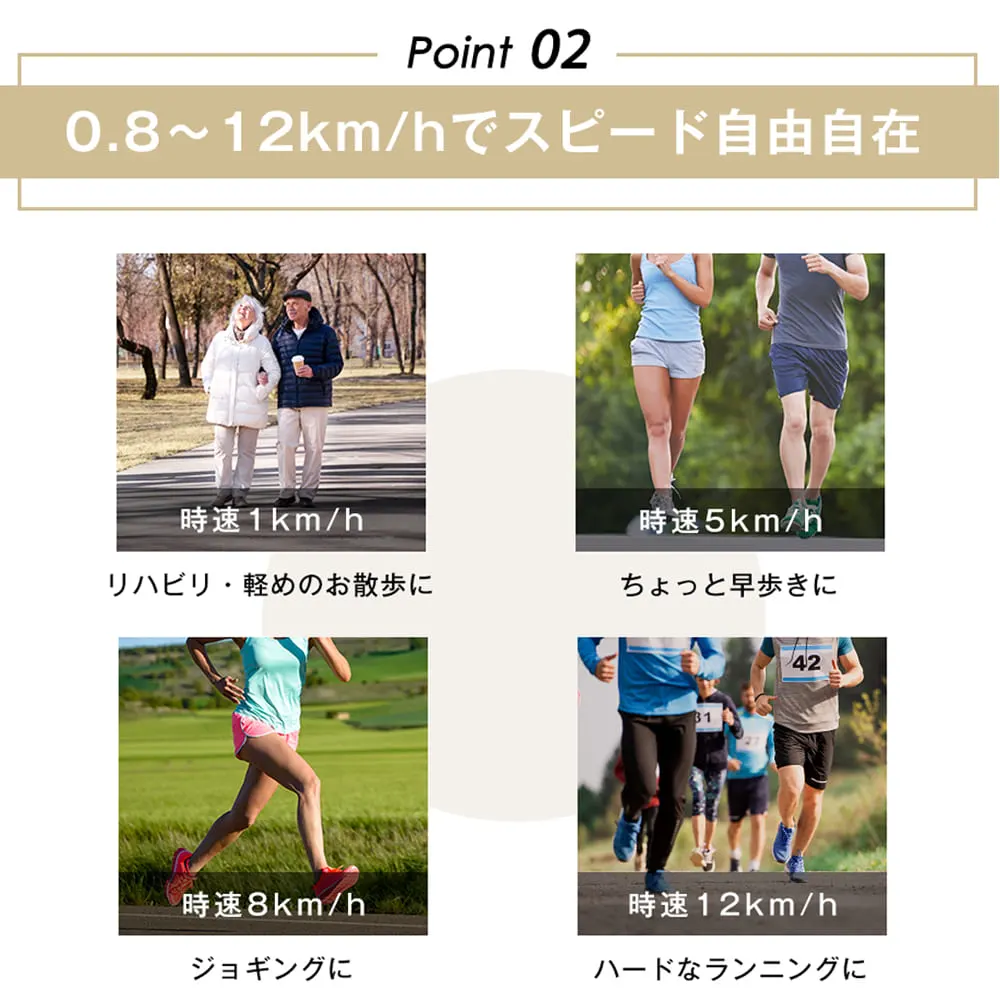 Point 02
0.8～12km/hでスピード自由自在
時速1km/h
時速5km/h
リハビリ・軽めのお散歩に
ちょっと早歩きに
42
31
時速8km/h
時速12km/h
ジョギングに
ハードなランニングに